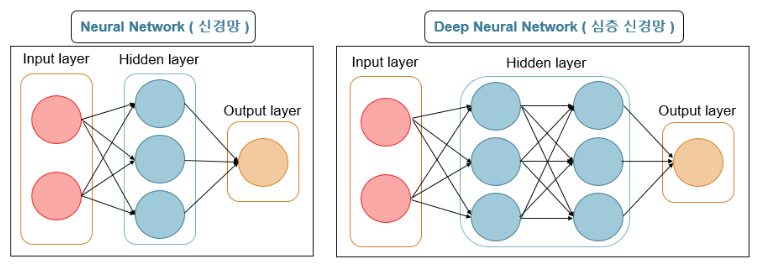 Neural Network ( 신경망 )
Input layer
Hidden layer
Output layer
Deep Neural Network ( 심층 신경망 )
Input layer
Hidden layer
Output layer